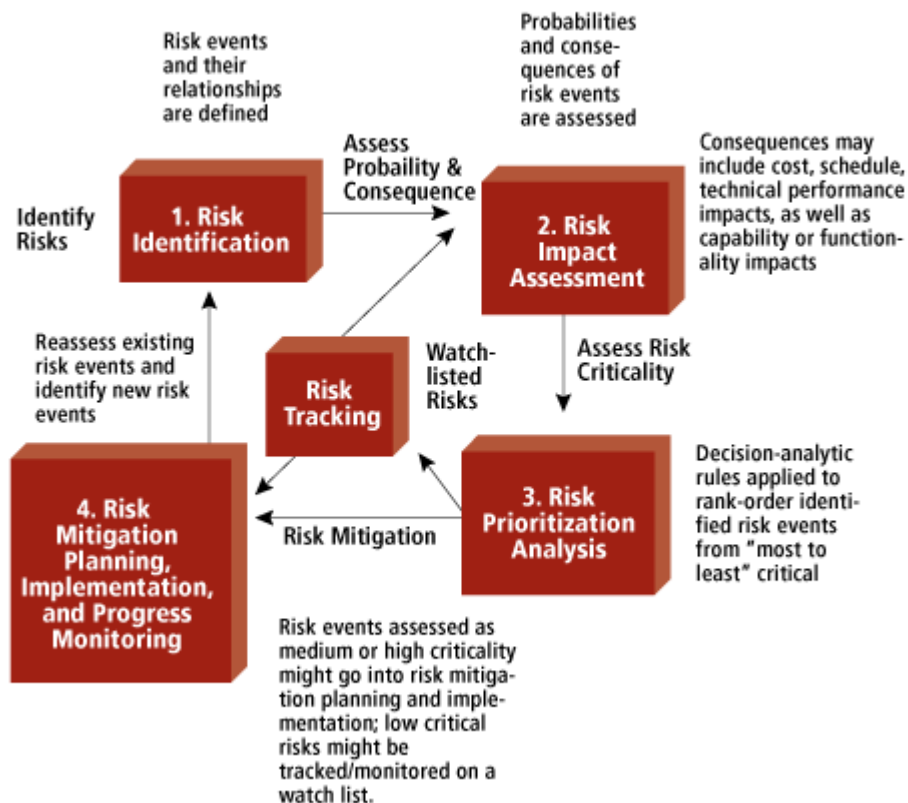 Risk events
and their
relationships
are defined
Probabilities
and conse-
quences of
risk events
are assessed
Assess
Probaility &
Consequence
Consequences may
include cost, schedule,
technical performance
impacts, as well as
capability or function-
ality impacts
Identify
Risks
1. Risk
Identification
2. Risk
Impact
Assessment
Reassess existing
risk events and
identify new risk
events
Risk
Tracking
Watch-
listed
Risks
Assess Risk
Criticality
4. Risk
Mitigation
Planning,
Implementation,
and Progress
Monitoring
Risk Mitigation
3. Risk
Prioritization
Analysis
Decision-analytic
rules applied to
rank-order identi-
fied risk events
from "most to
least" critical
Risk events assessed as
medium or high criticality
might go into risk mitiga-
tion planning and imple-
mentation; low critical
risks might be
tracked/monitored on a
watch list.